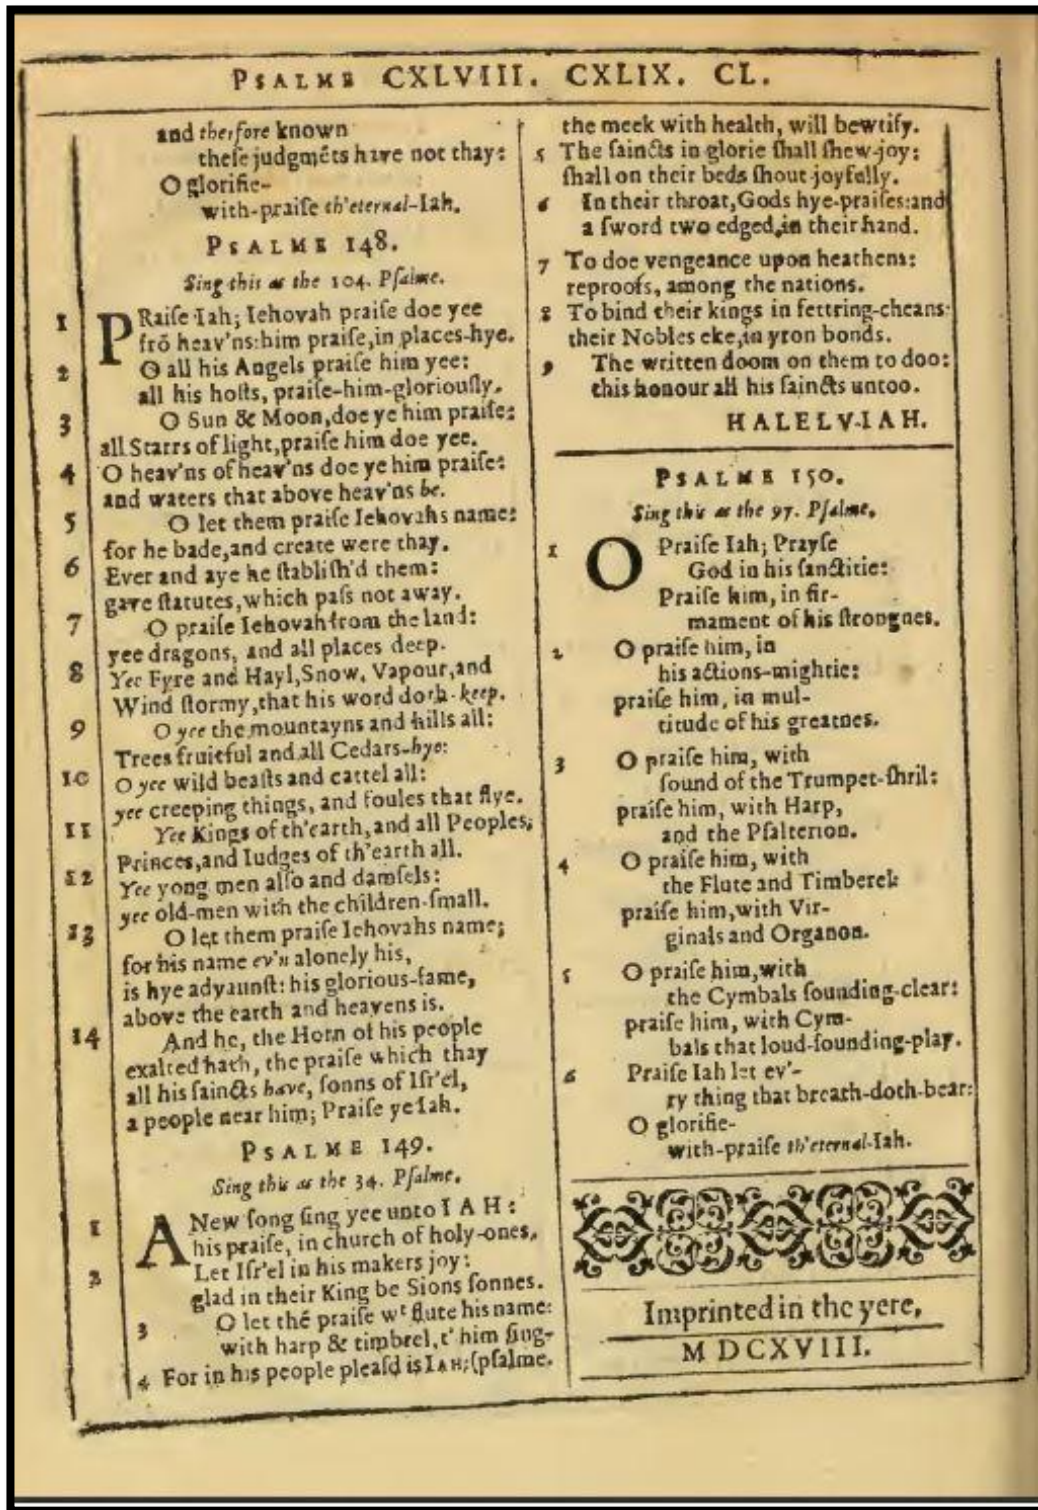 PSALME CXLVIII. CXLIX. CL.
and therfore known
theſe judgmēts have not thay:
O glorifie-
with-praiſe th'eternal-Iah.
PSALME 148.
Sing this as the 104. Pſalme.
1 PRaiſe Iah; Iehovah praiſe doe yee
frō heav'ns: him praiſe, in places-hye.
2 O all his Angels praiſe him yee:
all his hoſts, praiſe-him-gloriouſly.
3 O Sun & Moon, doe ye him praiſe:
all Starrs of light, praiſe him doe yee.
4 O heav'ns of heav'ns doe ye him praiſe:
and waters that above heav'ns be.
5 O let them praiſe Iehovahs name:
for he bade, and create were thay.
6 Ever and aye he ſtabliſh'd them:
gave ſtatutes, which paſs not away.
7 O praiſe Iehovah from the land:
yee dragons, and all places deep.
8 Yee Fyre and Hayl, Snow, Vapour, and
Wind ſtormy, that his word doth-keep.
9 O yee the mountayns and hills all:
Trees fruitful and all Cedars-hye:
10 O yee wild beaſts and cattel all:
yee creeping things, and foules that flye.
11 Yee Kings of th'earth, and all Peoples;
Princes, and Iudges of th'earth all.
12 Yee yong men alſo and damſels:
yee old-men with the children-ſmall.
13 O let them praiſe Iehovahs name;
for his name ev'n alonely his,
is hye advaunſt: his glorious-fame,
above the earth and heavens is.
14 And he, the Horn of his people
exalted hath, the praiſe which thay
all his ſaincts have, ſonns of Iſr'el,
a people near him; Praiſe ye Iah.
PSALME 149.
Sing this as the 34. Pſalme.
1 A New ſong ſing yee unto IAH:
his praiſe, in church of holy-ones.
2 Let Iſr'el in his makers joy:
glad in their King be Sions ſonnes.
3 O let thē praiſe wt flute his name:
with harp & timbrel, t' him ſing-
4 For in his people pleaſd is IAH; (pſalme.
the meek with health, will bewtify.
5 The ſaincts in glorie ſhall ſhew-joy:
ſhall on their beds ſhout-joyfully.
6 In their throat, Gods hye-praiſes: and
a ſword two edged, in their hand.
7 To doe vengeance upon heathens:
reproofs, among the nations.
8 To bind their kings in fettring-cheans:
their Nobles eke, in yron bonds.
9 The written doom on them to doo:
this honour all his ſaincts untoo.
HALELV-IAH.
PSALME 150.
Sing this as the 97. Pſalme.
1 O Praiſe Iah; Prayſe
God in his ſanctitie:
Praiſe him, in fir-
mament of his ſtrongnes.
2 O praiſe him, in
his actions-mightie:
praiſe him, in mul-
titude of his greatnes.
3 O praiſe him, with
ſound of the Trumpet-ſhril:
praiſe him, with Harp,
and the Pſalterion.
4 O praiſe him, with
the Flute and Timberel:
praiſe him, with Vir-
ginals and Organon.
5 O praiſe him, with
the Cymbals ſounding-clear:
praiſe him, with Cym-
bals that loud-ſounding-play.
6 Praiſe Iah let ev'-
ry thing that breath-doth-bear:
O glorifie-
with-praiſe th'eternal-Iah.
Imprinted in the yere,
MDCXVIII.